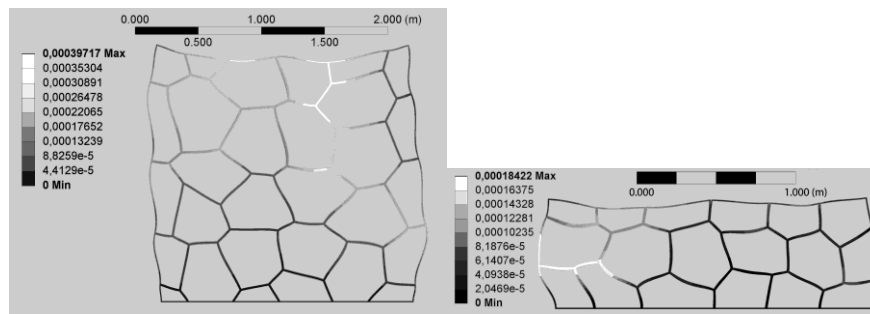 0.000 1.000 2.000 (m)
0.500 1.500
0,00039717 Max
0,00035304
0,00030891
0,00026478
0,00022065
0,00017652
0,00013239
8,8259e-5
4,4129e-5
0 Min
0,00018422 Max
0,00016375
0,00014328
0,00012281
0,00010235
8,1876e-5
6,1407e-5
4,0938e-5
2,0469e-5
0 Min
0.000 1.000 (m)